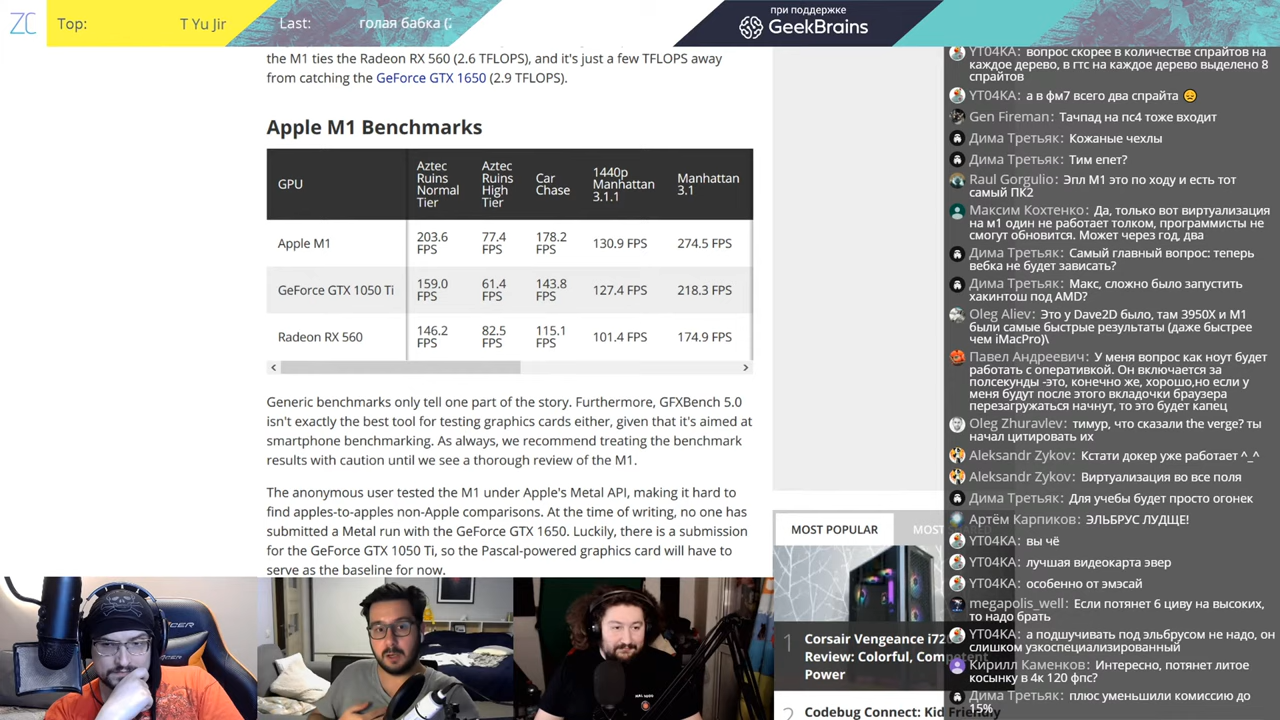 ZC
Top:
T Yu Jir
Last:
голая бабка (2
при поддержке
GeekBrains
the M1 ties the Radeon RX 560 (2.6 TFLOPS), and it's just a few TFLOPS away
from catching the GeForce GTX 1650 (2.9 TFLOPS).
Apple M1 Benchmarks
GPU
Aztec Ruins Normal Tier
Aztec Ruins High Tier
Car Chase
1440p Manhattan 3.1.1
Manhattan 3.1
Apple M1
203.6 FPS
77.4 FPS
178.2 FPS
130.9 FPS
274.5 FPS
GeForce GTX 1050 Ti
159.0 FPS
61.4 FPS
143.8 FPS
127.4 FPS
218.3 FPS
Radeon RX 560
146.2 FPS
82.5 FPS
115.1 FPS
101.4 FPS
174.9 FPS
Generic benchmarks only tell one part of the story. Furthermore, GFXBench 5.0
isn't exactly the best tool for testing graphics cards either, given that it's aimed at
smartphone benchmarking. As always, we recommend treating the benchmark
results with caution until we see a thorough review of the M1.
The anonymous user tested the M1 under Apple's Metal API, making it hard to
find apples-to-apples non-Apple comparisons. At the time of writing, no one has
submitted a Metal run with the GeForce GTX 1650. Luckily, there is a submission
for the GeForce GTX 1050 Ti, so the Pascal-powered graphics card will have to
serve as the baseline for now.
MOST POPULAR
MOST
1
Corsair Vengeance i72
Review: Colorful, Compe
Power
2
Codebug Connect: Kid Friendly
YT04KA: вопрос скорее в количестве спрайтов на
каждое дерево, в гтс на каждое дерево выделено 8
спрайтов
YT04KA: а в фм7 всего два спрайта 😔
Gen Fireman: Тачпад на пс4 тоже входит
Дима Третьяк: Кожаные чехлы
Дима Третьяк: Тим епет?
Raul Gorgulio: Эпл М1 это по ходу и есть тот
самый ПК2
Максим Кохтенко: Да, только вот виртуализация
на м1 один не работает толком, программисты не
смогут обновится. Может через год, два
Дима Третьяк: Самый главный вопрос: теперь
вебка не будет зависать?
Дима Третьяк: Макс, сложно было запустить
хакинтош под AMD?
Oleg Aliev: Это у Dave2D было, там 3950X и M1
были самые быстрые результаты (даже быстрее
чем iMacPro)\
Павел Андреевич: У меня вопрос как ноут будет
работать с оперативкой. Он включается за
полсекунды -это, конечно же, хорошо,но если у
меня будут после этого вкладочки браузера
перезагружаться начнут, то это будет капец
Oleg Zhuravlev: тимур, что сказали the verge? ты
начал цитировать их
Aleksandr Zykov: Кстати докер уже работает ^_^
Aleksandr Zykov: Виртуализация во все поля
Дима Третьяк: Для учебы будет просто огонек
Артём Карпиков: ЭЛЬБРУС ЛУДЩЕ!
YT04KA: вы чё
YT04KA: лучшая видеокарта эвер
YT04KA: особенно от эмэсай
megapolis_well: Если потянет 6 циву на высоких,
то надо брать
YT04KA: а подшучивать под эльбрусом не надо, он
слишком узкоспециализированный
Кирилл Каменков: Интересно, потянет литое
косынку в 4к 120 фпс?
Дима Третьяк: плюс уменьшили комиссию до
15%